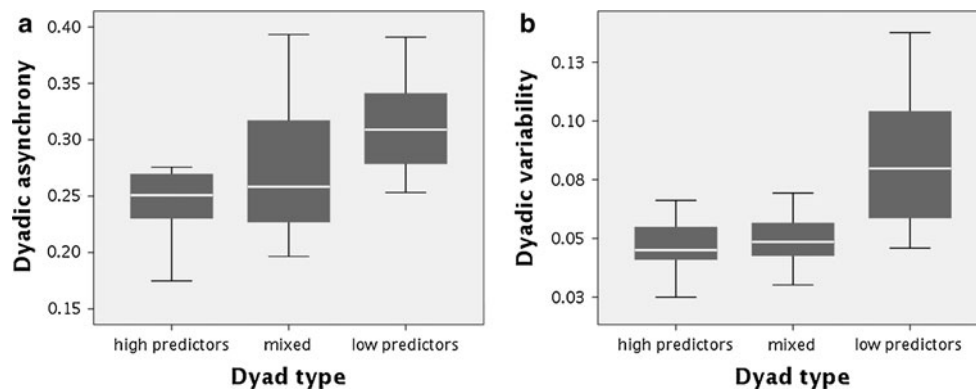 a
Dyadic asynchrony
0.40
0.35
0.30
0.25
0.20
0.15
high predictors mixed low predictors
Dyad type
b
Dyadic variability
0.13
0.10
0.08
0.05
0.03
high predictors mixed low predictors
Dyad type